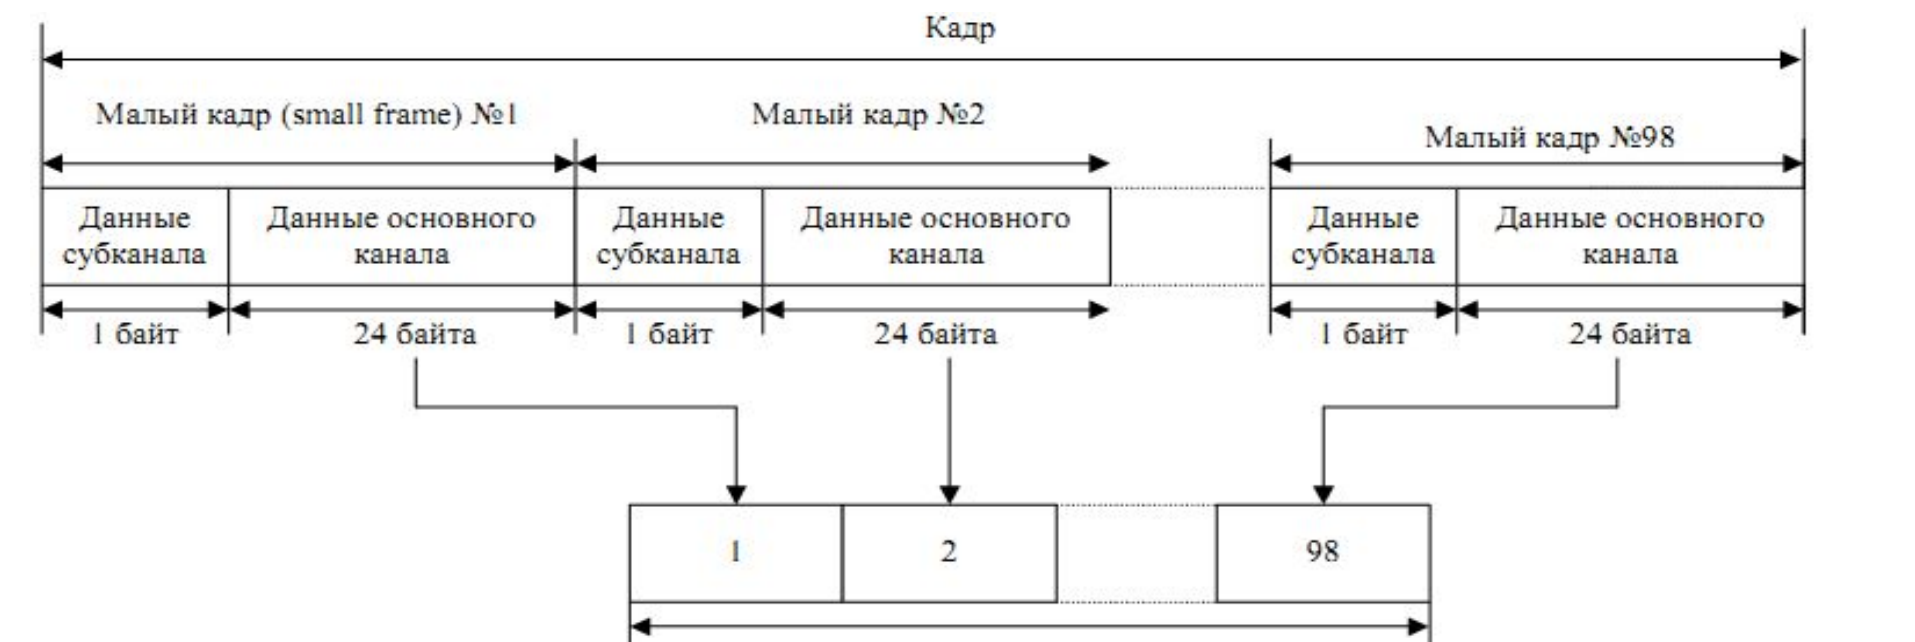 Кадр
Малый кадр (small frame) №1
Малый кадр №2
Малый кадр №98
Данные
субканала
Данные основного
канала
Данные
субканала
Данные основного
канала
Данные
субканала
Данные основного
канала
1 байт
24 байта
1 байт
24 байта
1 байт
24 байта
1
2
98